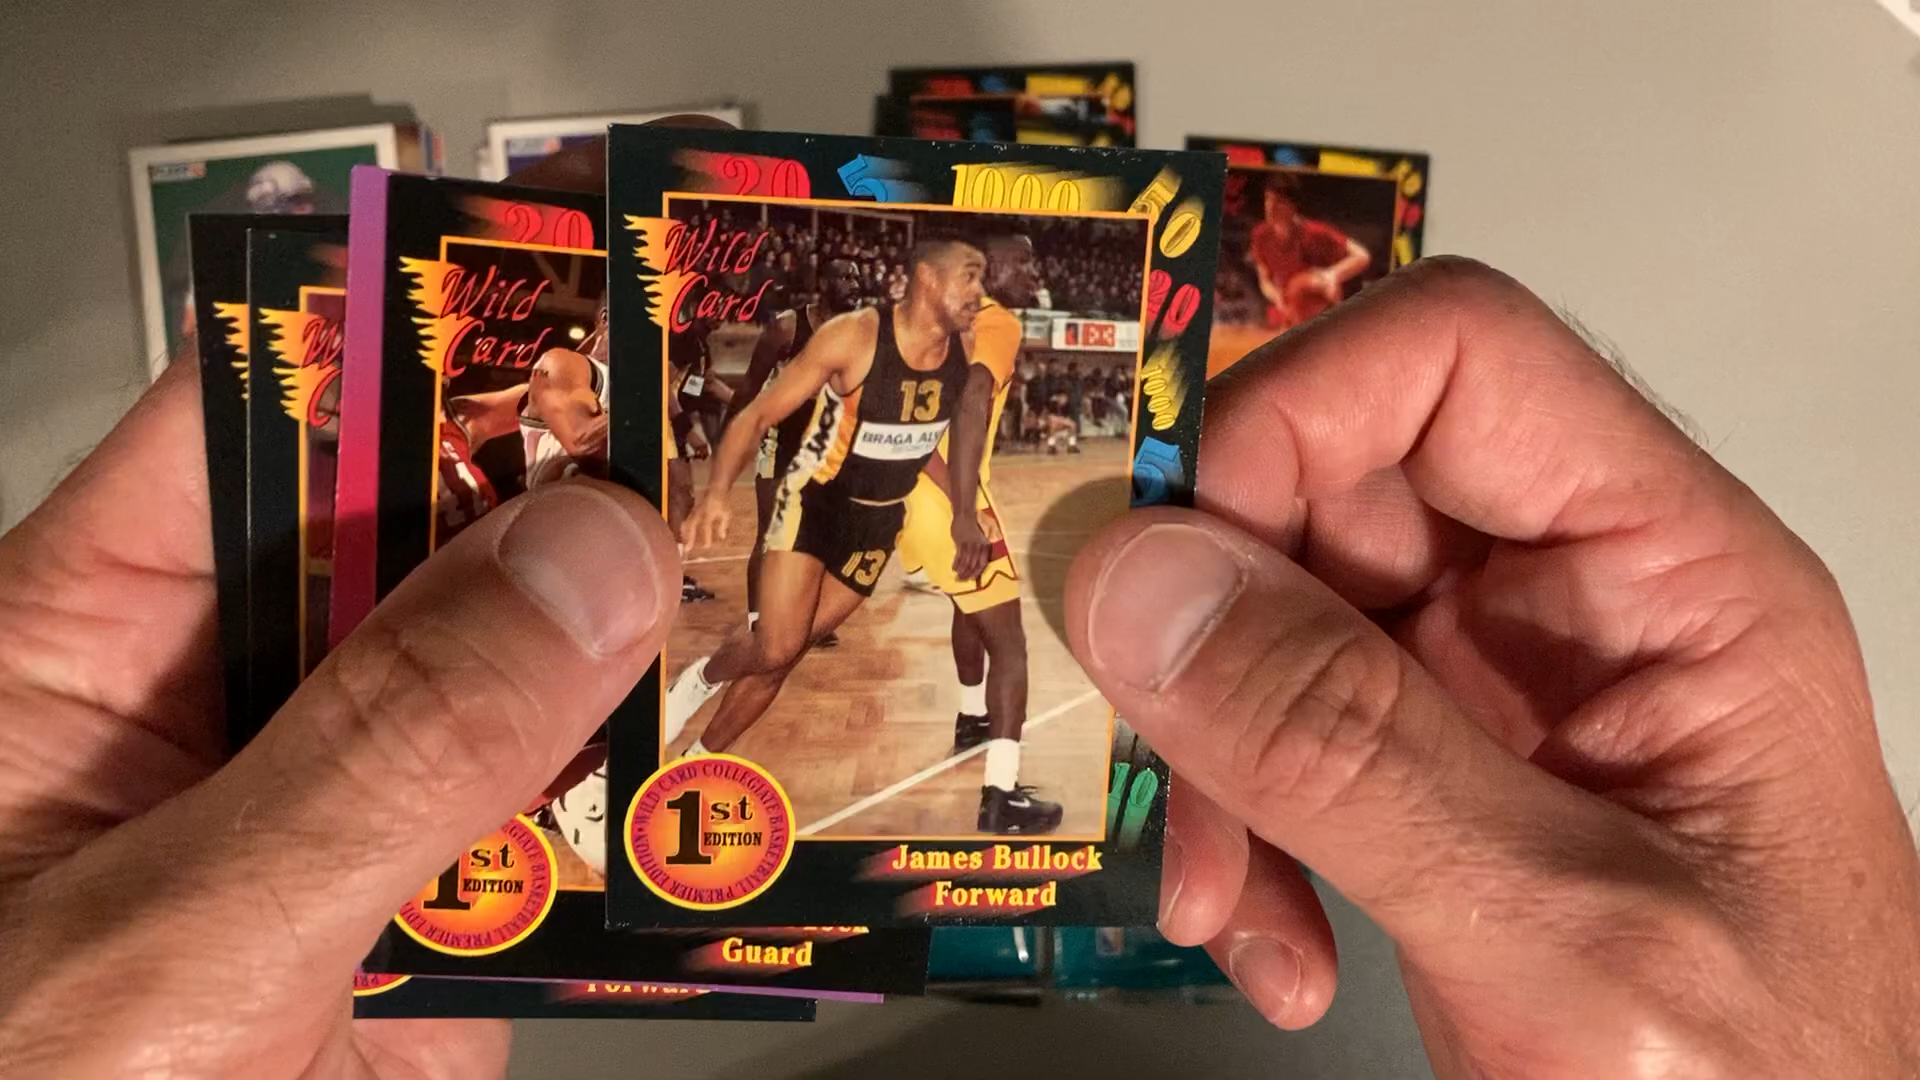 20 5 1000 50
20
1000
5
10
Wild
Card
13
BRAGA
13
WILD CARD COLLEGIATE BASKETBALL PREMIER EDITION
1st
EDITION
James Bullock
Forward
20
Wild
Card
1st
EDITION
Guard
Forward